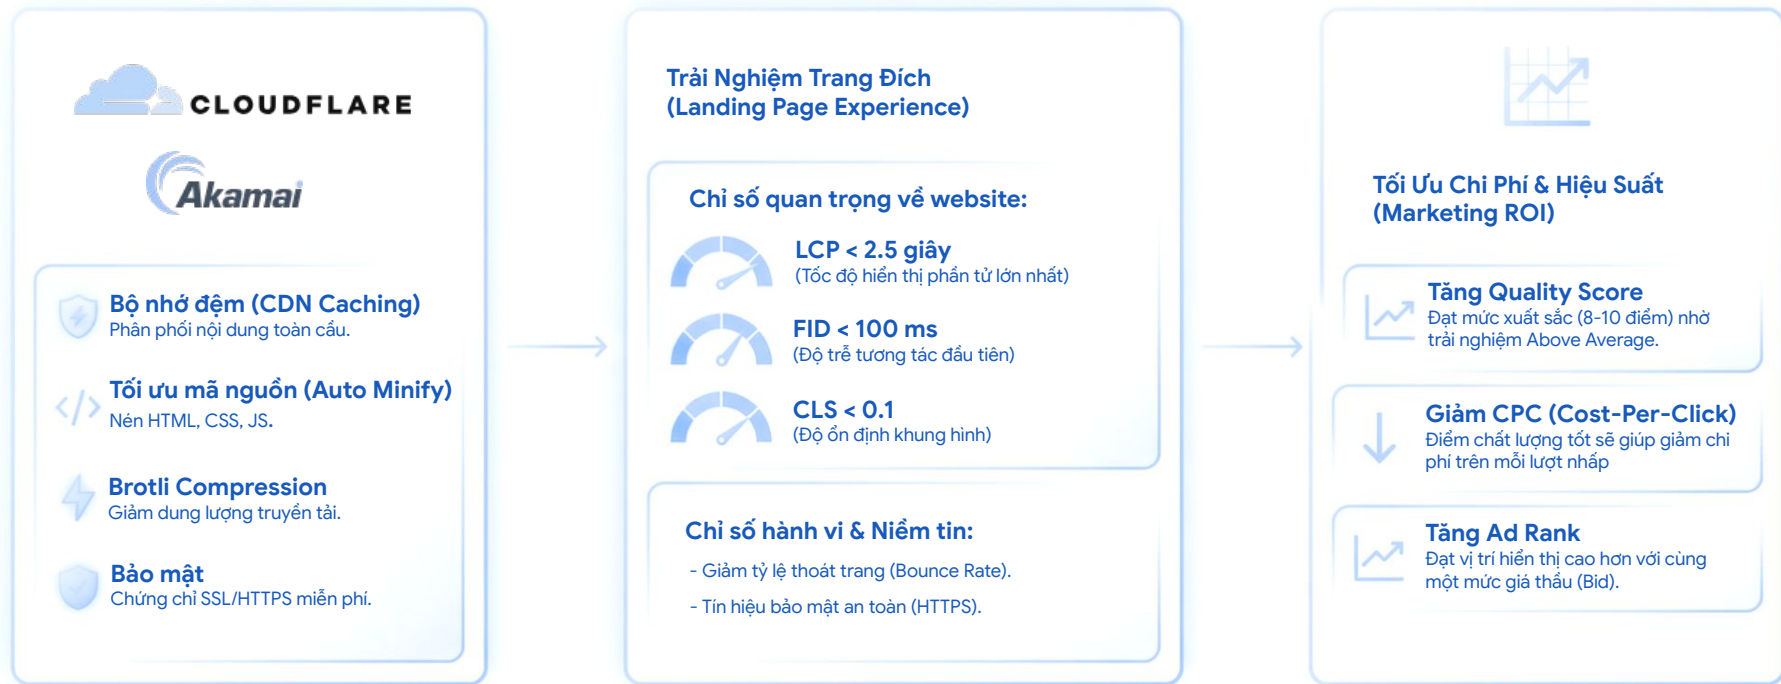 CLOUDFLARE
Akamai
Bộ nhớ đệm (CDN Caching)
Phân phối nội dung toàn cầu.
Tối ưu mã nguồn (Auto Minify)
Nén HTML, CSS, JS.
Brotli Compression
Giảm dung lượng truyền tải.
Bảo mật
Chứng chỉ SSL/HTTPS miễn phí.
Trải Nghiệm Trang Đích
(Landing Page Experience)
Chỉ số quan trọng về website:
LCP < 2.5 giây
(Tốc độ hiển thị phần tử lớn nhất)
FID < 100 ms
(Độ trễ tương tác đầu tiên)
CLS < 0.1
(Độ ổn định khung hình)
Chỉ số hành vi & Niềm tin:
- Giảm tỷ lệ thoát trang (Bounce Rate).
- Tín hiệu bảo mật an toàn (HTTPS).
Tối Ưu Chi Phí & Hiệu Suất
(Marketing ROI)
Tăng Quality Score
Đạt mức xuất sắc (8-10 điểm) nhờ
trải nghiệm Above Average.
Giảm CPC (Cost-Per-Click)
Điểm chất lượng tốt sẽ giúp giảm chi
phí trên mỗi lượt nhấp
Tăng Ad Rank
Đạt vị trí hiển thị cao hơn với cùng
một mức giá thầu (Bid).